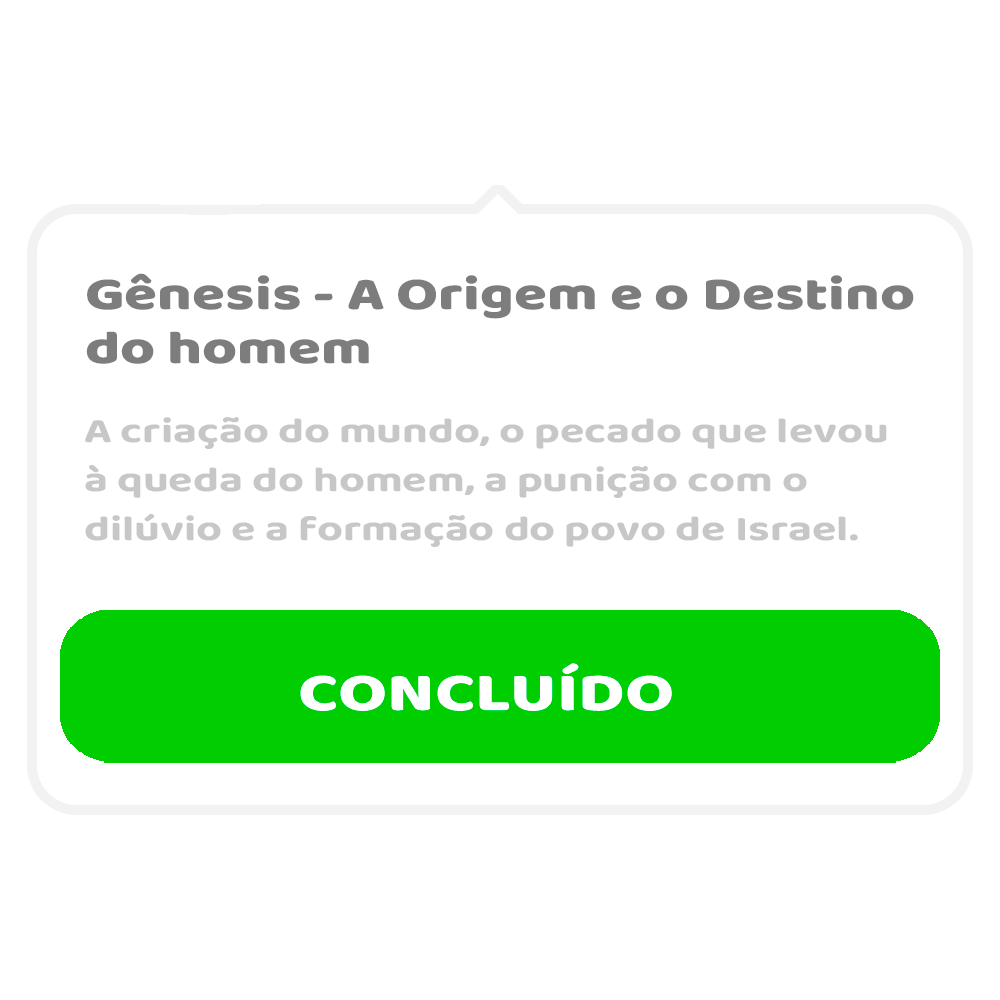 Gênesis - A Origem e o Destino
do homem
A criação do mundo, o pecado que levou
à queda do homem, a punição com o
dilúvio e a formação do povo de Israel.
CONCLUÍDO